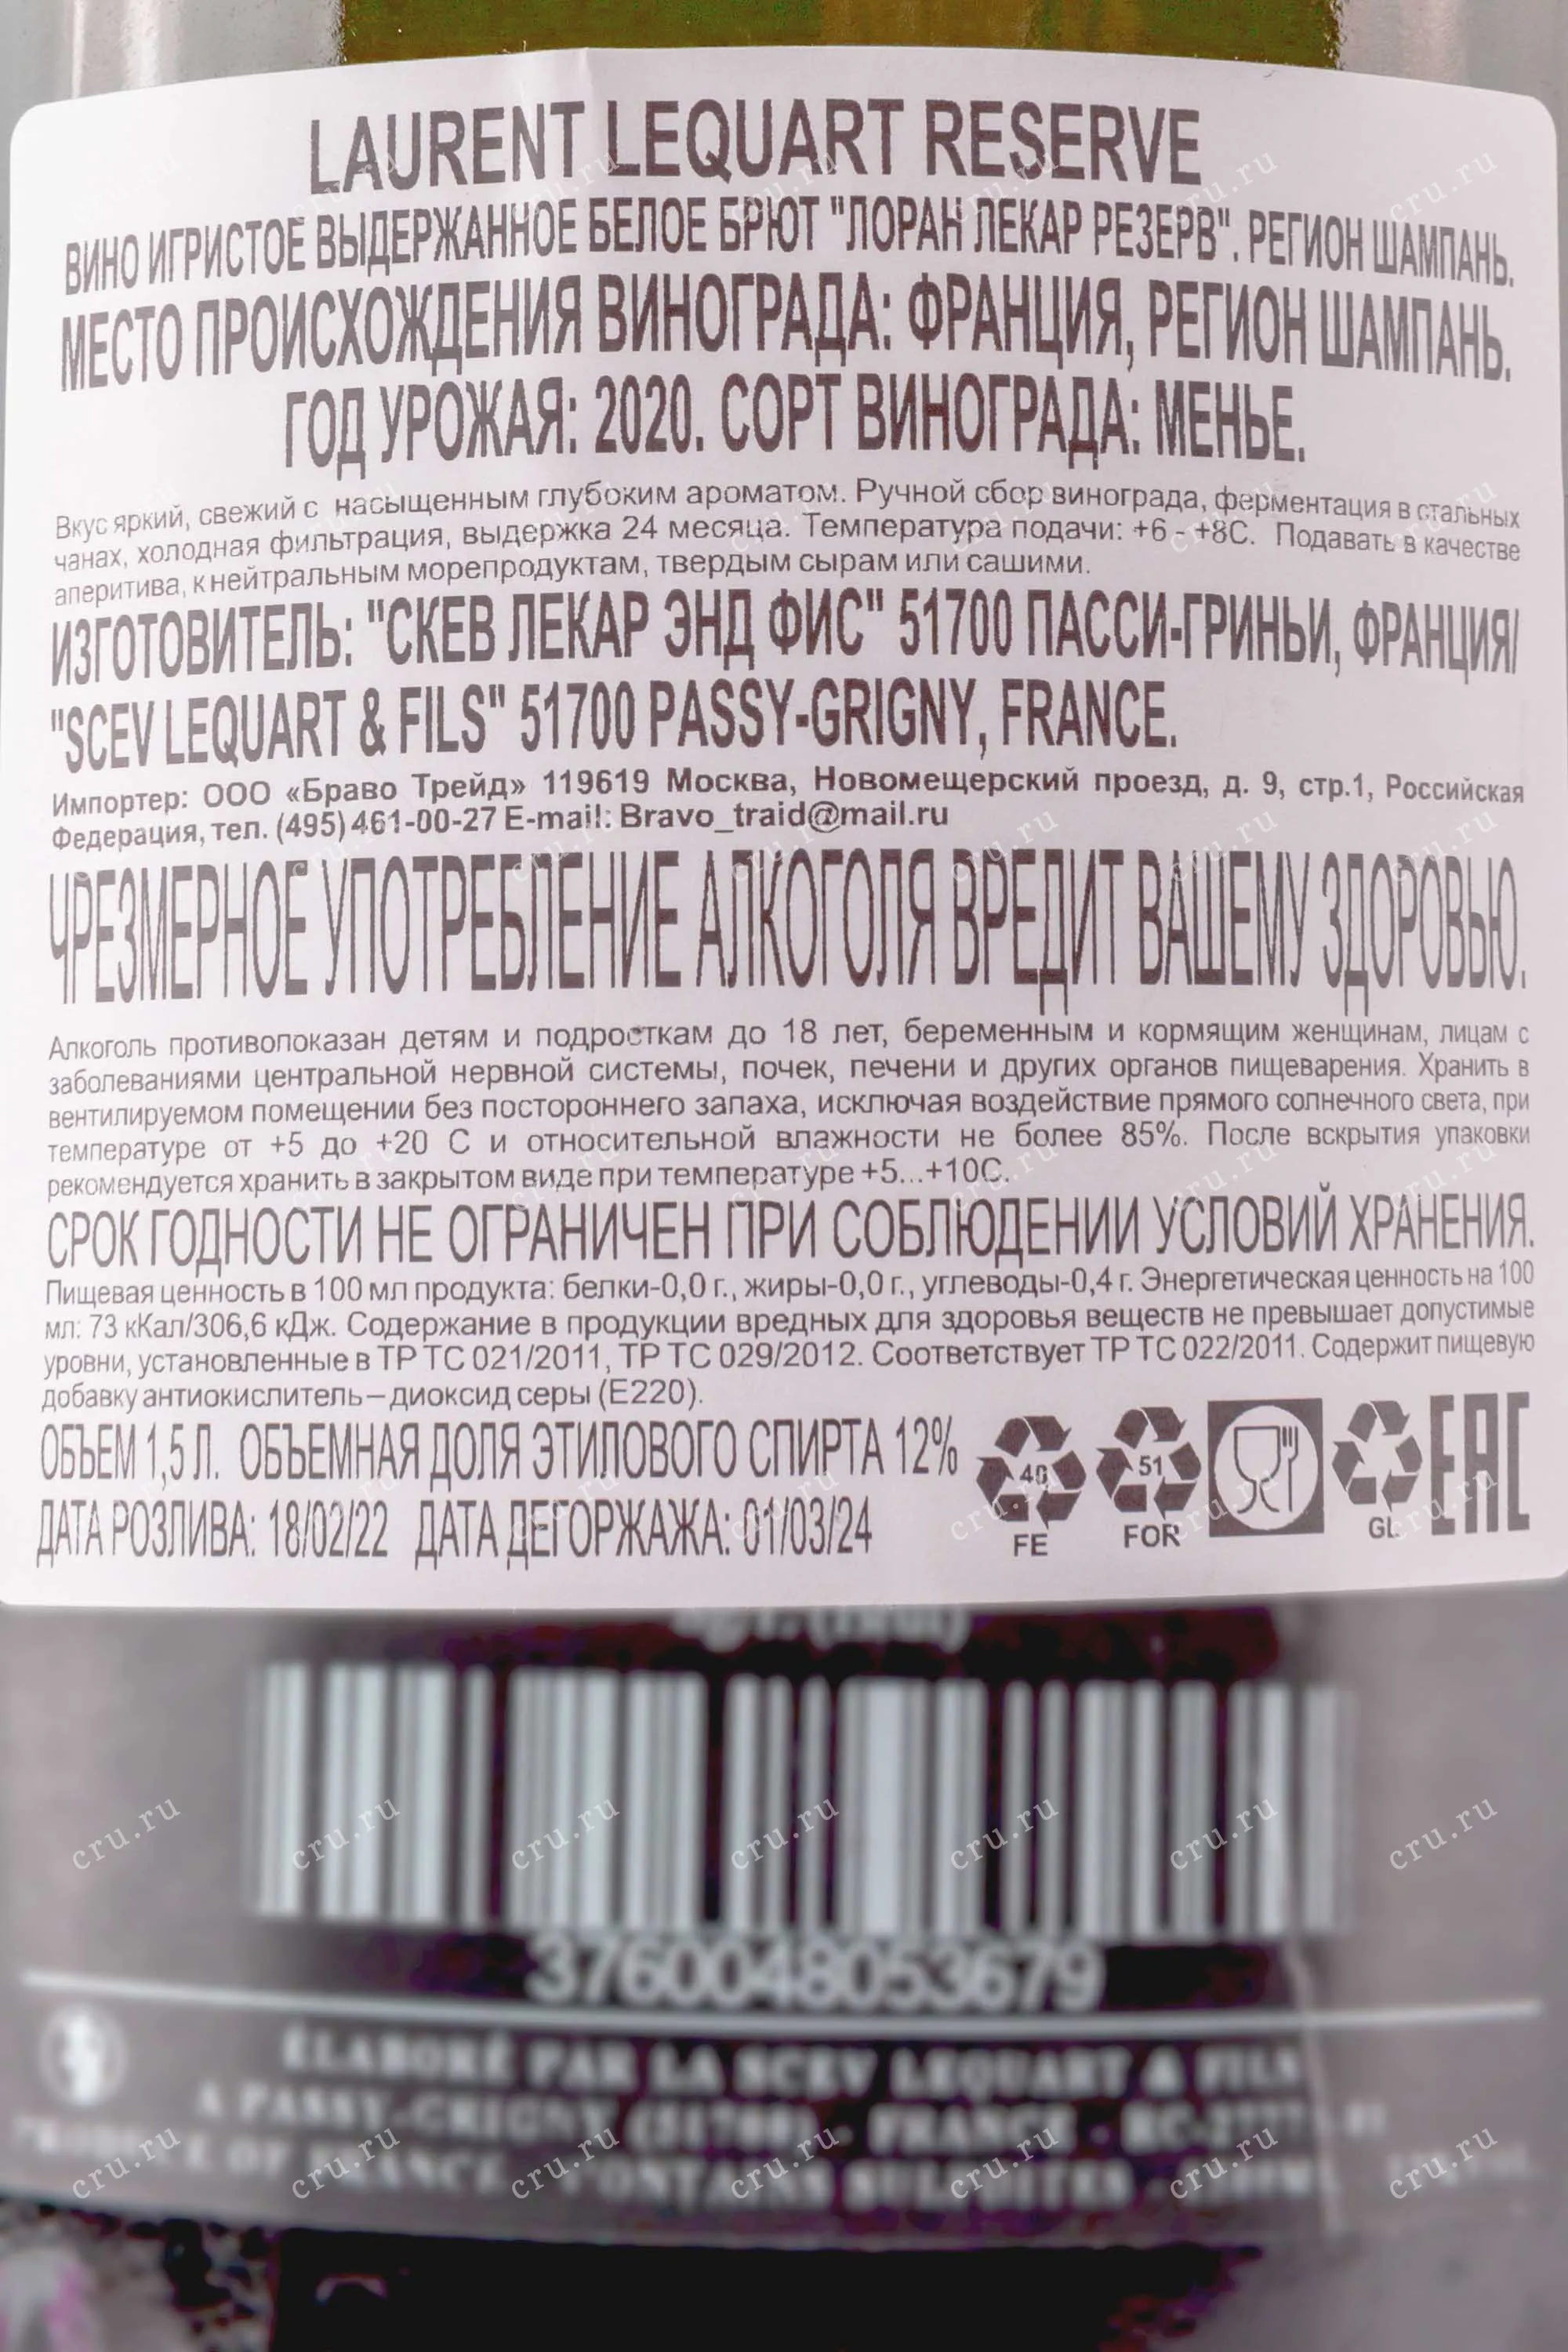 LAURENT LEQUART RESERVE
ВИНО ИГРИСТОЕ ВЫДЕРЖАННОЕ БЕЛОЕ БРЮТ "ЛОРАН ЛЕКАР РЕЗЕРВ". РЕГИОН ШАМПАНЬ.
МЕСТО ПРОИСХОЖДЕНИЯ ВИНОГРАДА: ФРАНЦИЯ, РЕГИОН ШАМПАНЬ.
ГОД УРОЖАЯ: 2020. СОРТ ВИНОГРАДА: МЕНЬЕ.
Вкус яркий, свежий с насыщенным глубоким ароматом. Ручной сбор винограда, ферментация в стальных
чанах, холодная фильтрация, выдержка 24 месяца. Температура подачи: +6 - +8С. Подавать в качестве
аперитива, к нейтральным морепродуктам, твердым сырам или сашими.
ИЗГОТОВИТЕЛЬ: "СКЕВ ЛЕКАР ЭНД ФИС" 51700 ПАССИ-ГРИНЬИ, ФРАНЦИЯ/
"SCEV LEQUART & FILS" 51700 PASSY-GRIGNY, FRANCE.
Импортер: ООО «Браво Трейд» 119619 Москва, Новомещерский проезд, д. 9, стр.1, Российская
Федерация, тел. (495) 461-00-27 E-mail: Bravo_traid@mail.ru
ЧРЕЗМЕРНОЕ УПОТРЕБЛЕНИЕ АЛКОГОЛЯ ВРЕДИТ ВАШЕМУ ЗДОРОВЬЮ.
Алкоголь противопоказан детям и подросткам до 18 лет, беременным и кормящим женщинам, лицам с
заболеваниями центральной нервной системы, почек, печени и других органов пищеварения. Хранить в
вентилируемом помещении без постороннего запаха, исключая воздействие прямого солнечного света, при
температуре от +5 до +20 С и относительной влажности не более 85%. После вскрытия упаковки
рекомендуется хранить в закрытом виде при температуре +5...+10С.
СРОК ГОДНОСТИ НЕ ОГРАНИЧЕН ПРИ СОБЛЮДЕНИИ УСЛОВИЙ ХРАНЕНИЯ.
Пищевая ценность в 100 мл продукта: белки-0,0 г., жиры-0,0 г., углеводы-0,4 г. Энергетическая ценность на 100
мл: 73 кКал/306,6 кДж. Содержание в продукции вредных для здоровья веществ не превышает допустимые
уровни, установленные в ТР ТС 021/2011, ТР ТС 029/2012. Соответствует ТР ТС 022/2011. Содержит пищевую
добавку антиокислитель – диоксид серы (Е220).
ОБЪЕМ 1,5 Л. ОБЪЕМНАЯ ДОЛЯ ЭТИЛОВОГО СПИРТА 12%
ДАТА РОЗЛИВА: 18/02/22 ДАТА ДЕГОРЖАЖА: 01/03/24
40 FE 51 FOR GL EAC
3760048053679
ÉLABORÉ PAR LA SCEV LEQUART & FILS
A PASSY-GRIGNY (51700) - FRANCE
PRODUCE OF FRANCE - CONTAINS SULPHITES
cru.ru